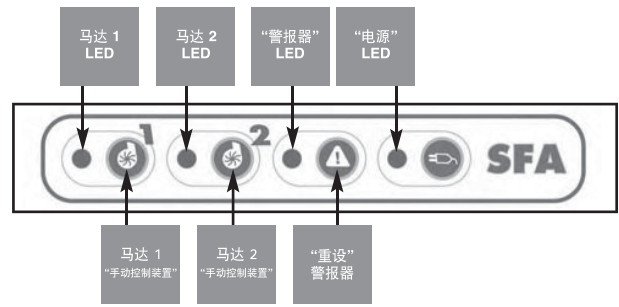 马达 1
LED
马达 2
LED
“警报器”
LED
“电源”
LED
1
2
SFA
马达 1
“手动控制装置”
马达 2
“手动控制装置”
“重设”
警报器